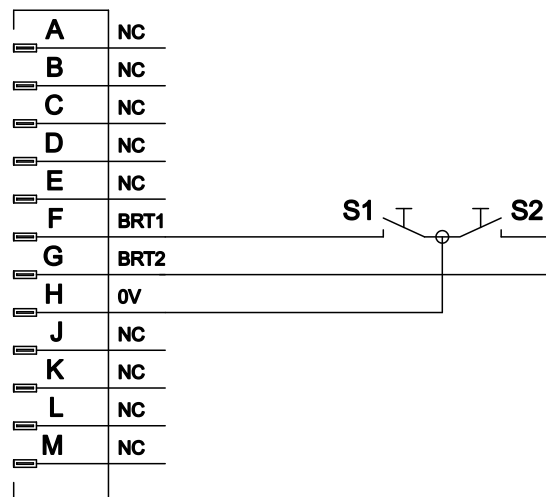 A NC
B NC
C NC
D NC
E NC
F BRT1 S1 S2
G BRT2
H 0V
J NC
K NC
L NC
M NC